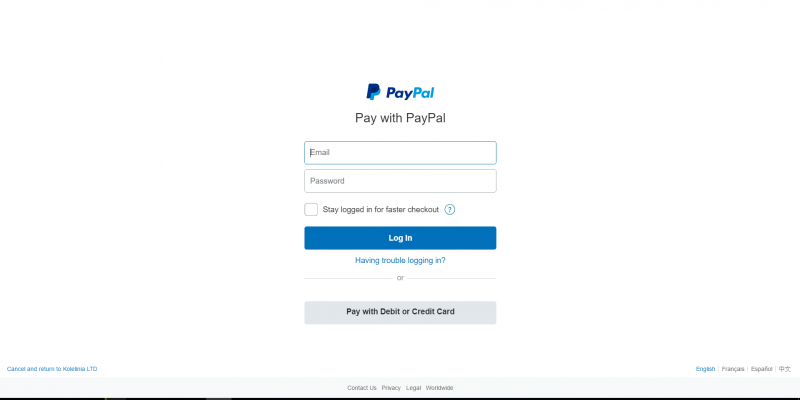 PayPal
Pay with PayPal
Email
Password
Stay logged in for faster checkout ?
Log In
Having trouble logging in?
or
Pay with Debit or Credit Card
Cancel and return to Kolelinia LTD
English | Français | Español | 中文
Contact Us Privacy Legal Worldwide